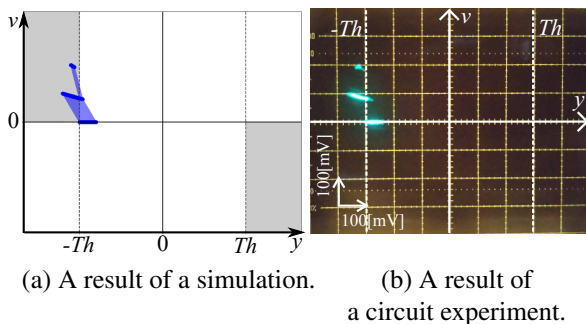 v
0
-Th
0
Th
y
-Th
v
Th
y
100[mV]
100[mV]
(a) A result of a simulation.
(b) A result of
a circuit experiment.